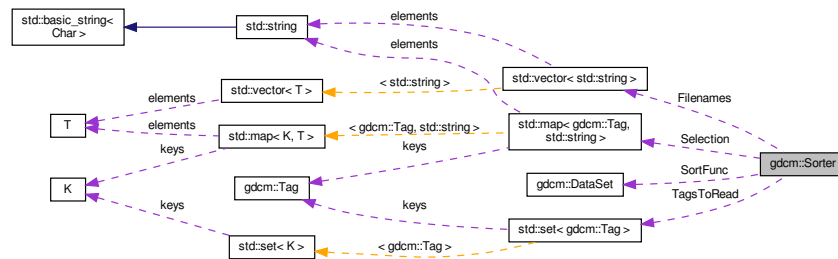 std::basic_string<
Char >
std::string
elements
elements
std::vector< std::string >
< std::string >
std::vector< T >
elements
Filenames
T
elements
std::map< K, T >
< gdcm::Tag, std::string >
std::map< gdcm::Tag,
std::string >
Selection
keys
keys
gdcm::Sorter
SortFunc
K
gdcm::Tag
gdcm::DataSet
TagsToRead
keys
keys
std::set< gdcm::Tag >
std::set< K >
< gdcm::Tag >